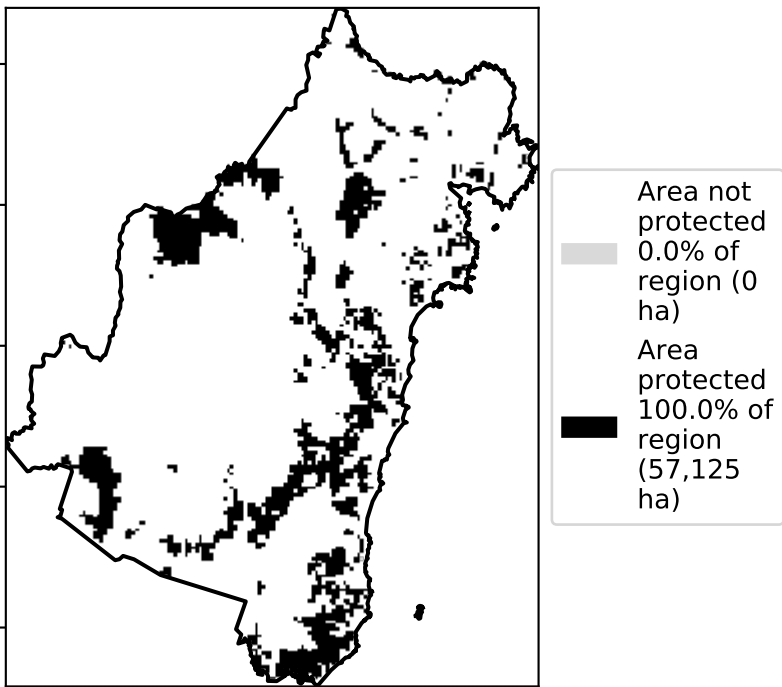 Area not
protected
0.0% of
region (0
ha)
Area
protected
100.0% of
region
(57,125
ha)